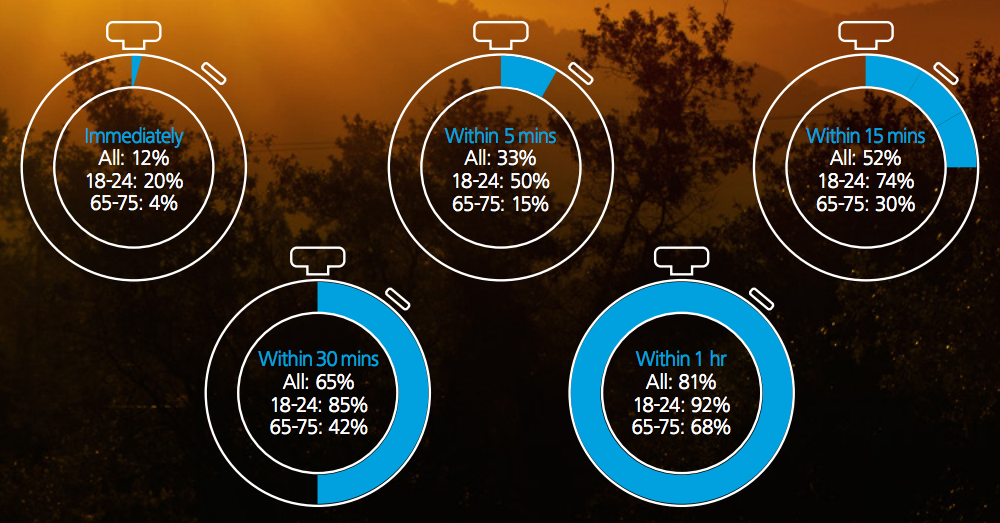 Immediately
All: 12%
18-24: 20%
65-75: 4%
Within 5 mins
All: 33%
18-24: 50%
65-75: 15%
Within 15 mins
All: 52%
18-24: 74%
65-75: 30%
Within 30 mins
All: 65%
18-24: 85%
65-75: 42%
Within 1 hr
All: 81%
18-24: 92%
65-75: 68%